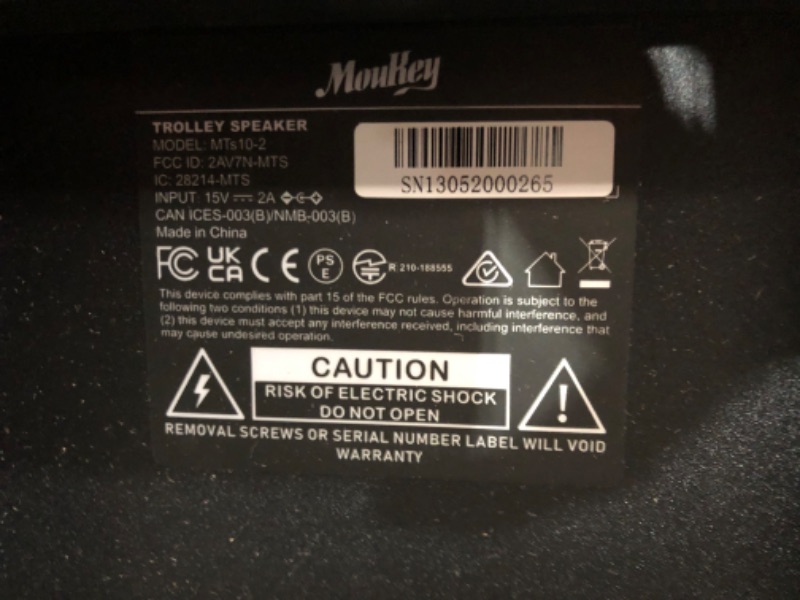 MouKey
TROLLEY SPEAKER
MODEL: MTs10-2
FCC ID: 2AV7N-MTS
IC: 28214-MTS
INPUT: 15V⎓2A
CAN ICES-003(B)/NMB-003(B)
Made in China
SN13052000265
FC UK CA CE PS E R 210-188555
This device complies with part 15 of the FCC rules. Operation is subject to the
following two conditions (1) this device may not cause harmful interference, and
(2) this device must accept any interference received, including interference that
may cause undesired operation.
CAUTION
RISK OF ELECTRIC SHOCK
DO NOT OPEN
REMOVAL SCREWS OR SERIAL NUMBER LABEL WILL VOID
WARRANTY